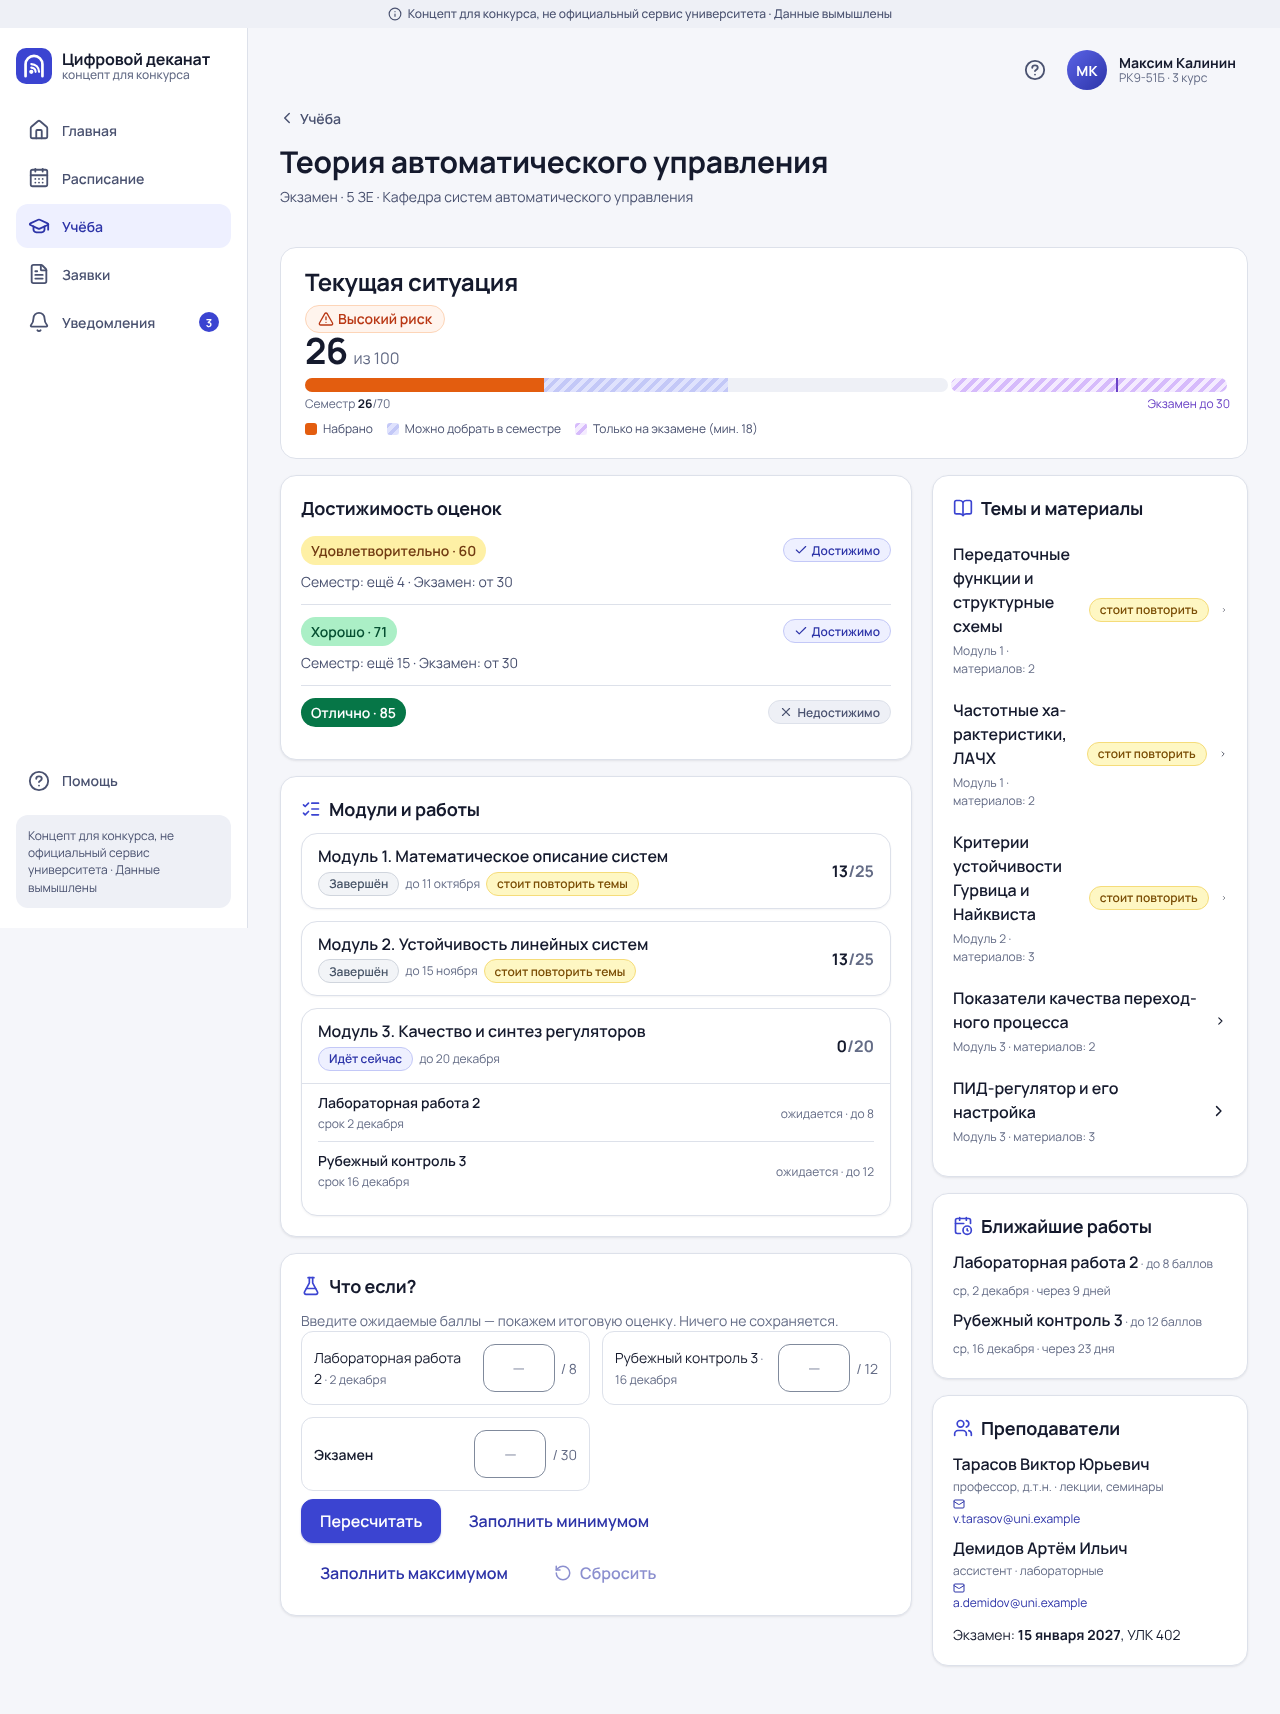 Концепт для конкурса, не официальный сервис университета · Данные вымышлены
Цифровой деканат
концепт для конкурса
Главная
Расписание
Учёба
Заявки
Уведомления 3
Помощь
Концепт для конкурса, не
официальный сервис
университета · Данные
вымышлены
МК
Максим Калинин
РК9-51Б · 3 курс
Учёба
Теория автоматического управления
Экзамен · 5 ЗЕ · Кафедра систем автоматического управления
Текущая ситуация
Высокий риск
26 из 100
Семестр 26/70
Экзамен до 30
Набрано
Можно добрать в семестре
Только на экзамене (мин. 18)
Достижимость оценок
Удовлетворительно · 60
Достижимо
Семестр: ещё 4 · Экзамен: от 30
Хорошо · 71
Достижимо
Семестр: ещё 15 · Экзамен: от 30
Отлично · 85
Недостижимо
Модули и работы
Модуль 1. Математическое описание систем
Завершён до 11 октября стоит повторить темы
13/25
Модуль 2. Устойчивость линейных систем
Завершён до 15 ноября стоит повторить темы
13/25
Модуль 3. Качество и синтез регуляторов
Идёт сейчас до 20 декабря
0/20
Лабораторная работа 2
срок 2 декабря
ожидается · до 8
Рубежный контроль 3
срок 16 декабря
ожидается · до 12
Что если?
Введите ожидаемые баллы — покажем итоговую оценку. Ничего не сохраняется.
Лабораторная работа
2 · 2 декабря
—
/ 8
Рубежный контроль 3 ·
16 декабря
—
/ 12
Экзамен
—
/ 30
Пересчитать
Заполнить минимумом
Заполнить максимумом
Сбросить
Темы и материалы
Передаточные
функции и
структурные
схемы
Модуль 1 ·
материалов: 2
стоит повторить
Частотные ха-
рактеристики,
ЛАЧХ
Модуль 1 ·
материалов: 2
стоит повторить
Критерии
устойчивости
Гурвица и
Найквиста
Модуль 2 ·
материалов: 3
стоит повторить
Показатели качества переход-
ного процесса
Модуль 3 · материалов: 2
ПИД-регулятор и его
настройка
Модуль 3 · материалов: 3
Ближайшие работы
Лабораторная работа 2 · до 8 баллов
ср, 2 декабря · через 9 дней
Рубежный контроль 3 · до 12 баллов
ср, 16 декабря · через 23 дня
Преподаватели
Тарасов Виктор Юрьевич
профессор, д.т.н. · лекции, семинары
v.tarasov@uni.example
Демидов Артём Ильич
ассистент · лабораторные
a.demidov@uni.example
Экзамен: 15 января 2027, УЛК 402